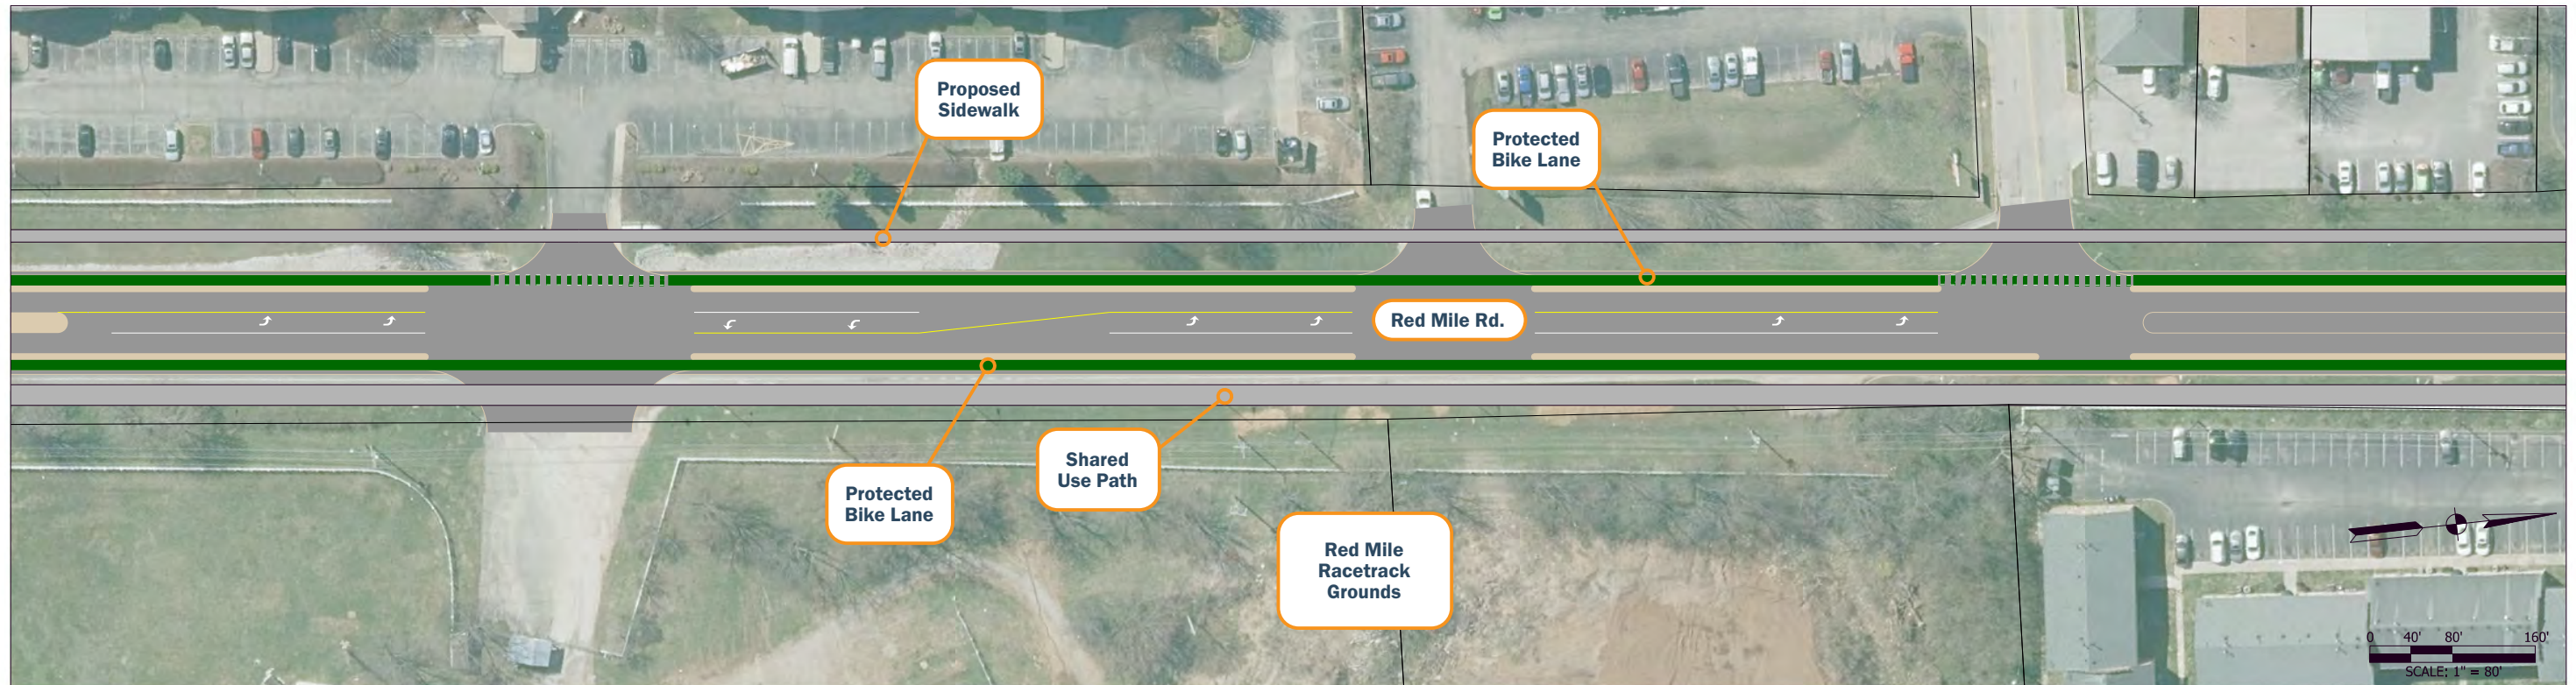 Proposed
Sidewalk
Protected
Bike Lane
Red Mile Rd.
Protected
Bike Lane
Shared
Use Path
Red Mile
Racetrack
Grounds
0 40' 80' 160'
SCALE; 1" = 80'